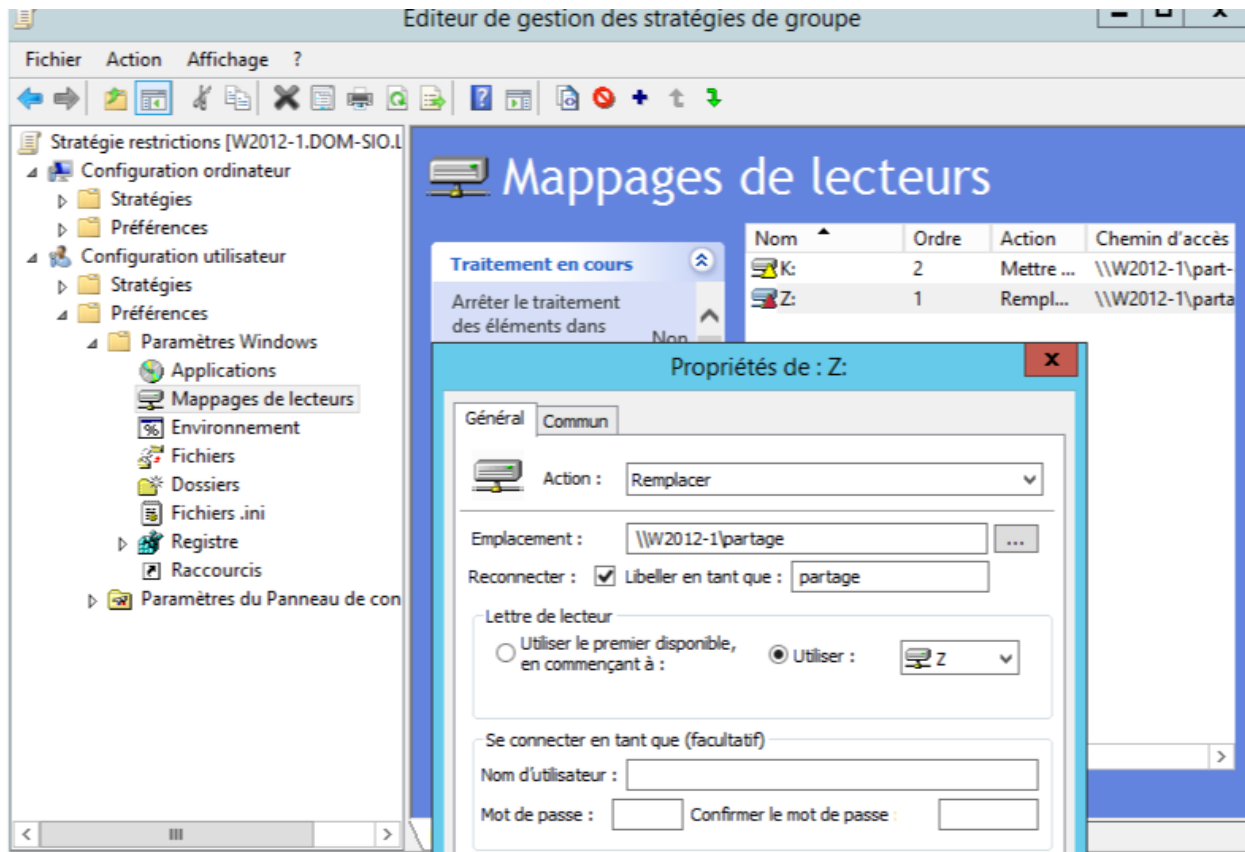 Editeur de gestion des stratégies de groupe
Fichier Action Affichage ?
Stratégie restrictions [W2012-1.DOM-SIO.L
Configuration ordinateur
Stratégies
Préférences
Configuration utilisateur
Stratégies
Préférences
Paramètres Windows
Applications
Mappages de lecteurs
Environnement
Fichiers
Dossiers
Fichiers .ini
Registre
Raccourcis
Paramètres du Panneau de con
Mappages de lecteurs
Traitement en cours
Arrêter le traitement
des éléments dans
Non
Nom Ordre Action Chemin d'accès
K: 2 Mettre ... \\W2012-1\part-
Z: 1 Rempl... \\W2012-1\parta
Propriétés de : Z:
x
Général Commun
Action : Remplacer
Emplacement : \\W2012-1\partage ...
Reconnecter : Libeller en tant que : partage
Lettre de lecteur
Utiliser le premier disponible,
en commençant à :
Utiliser : Z
Se connecter en tant que (facultatif)
Nom d'utilisateur :
Mot de passe : Confirmer le mot de passe :